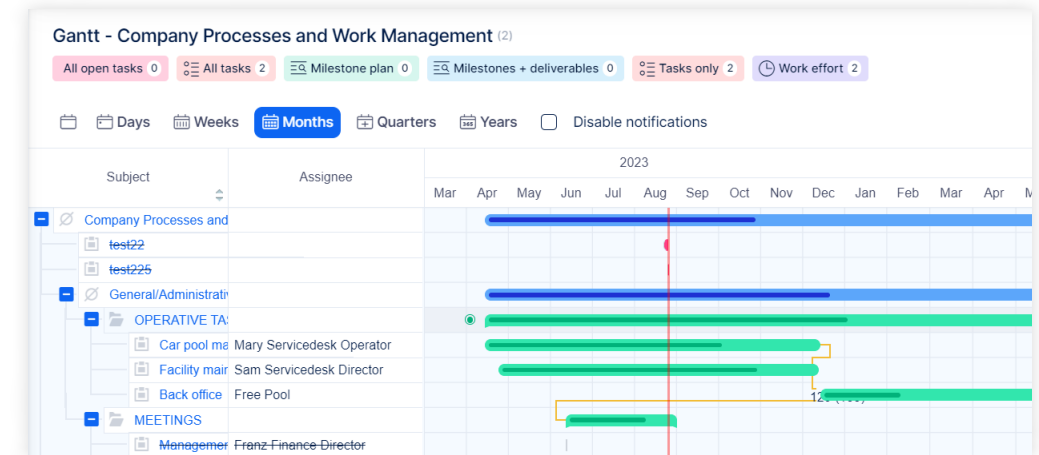 Gantt - Company Processes and Work Management (2)
All open tasks 0 All tasks 2 Milestone plan 0 Milestones + deliverables 0 Tasks only 2 Work effort 2
Days Weeks Months Quarters 365 Years Disable notifications
Subject Assignee 2023
Mar Apr May Jun Jul Aug Sep Oct Nov Dec Jan Feb Mar Apr
Company Processes and
test22
test225
General/Administrati
OPERATIVE TA
Car pool ma Mary Servicedesk Operator
Facility main Sam Servicedesk Director
Back office Free Pool
MEETINGS
Managemen Franz Finance Director